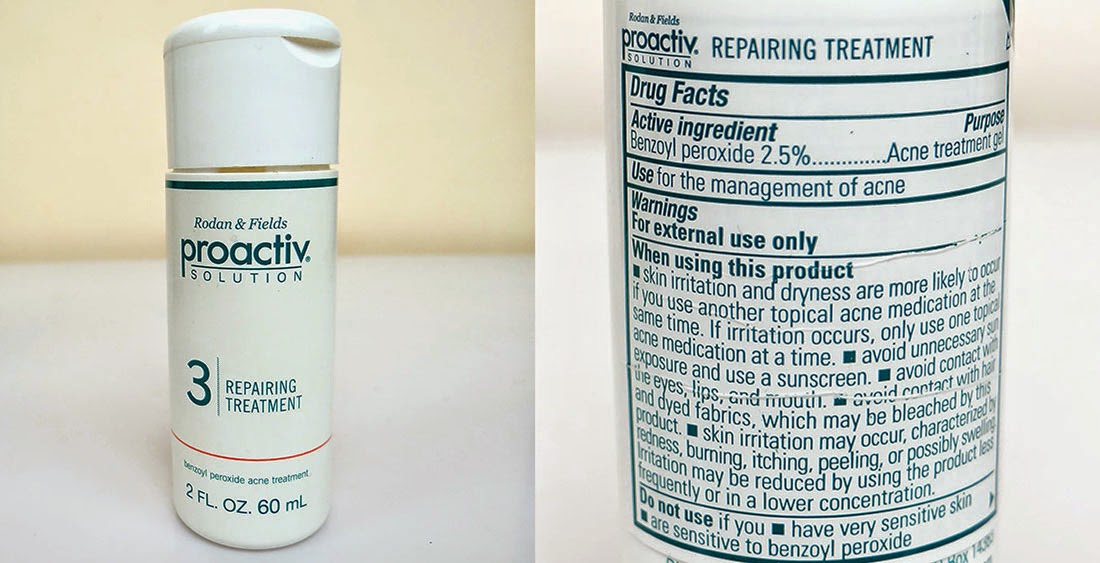 Rodan & Fields
proactiv®
SOLUTION
3 REPAIRING
TREATMENT
benzoyl peroxide acne treatment
2 FL. OZ. 60 mL
Rodan & Fields
proactiv® REPAIRING TREATMENT
SOLUTION
Drug Facts
Active ingredient Purpose
Benzoyl peroxide 2.5%.............Acne treatment gel
Use for the management of acne
Warnings
For external use only
When using this product
■ skin irritation and dryness are more likely to occur
if you use another topical acne medication at the
same time. If irritation occurs, only use one topical
acne medication at a time. ■ avoid unnecessary sun
exposure and use a sunscreen. ■ avoid contact with
the eyes, lips, and mouth. ■ avoid contact with hair
and dyed fabrics, which may be bleached by this
product. ■ skin irritation may occur, characterized by
redness, burning, itching, peeling, or possibly swelling.
Irritation may be reduced by using the product less
frequently or in a lower concentration.
Do not use if you ■ have very sensitive skin
■ are sensitive to benzoyl peroxide
Box